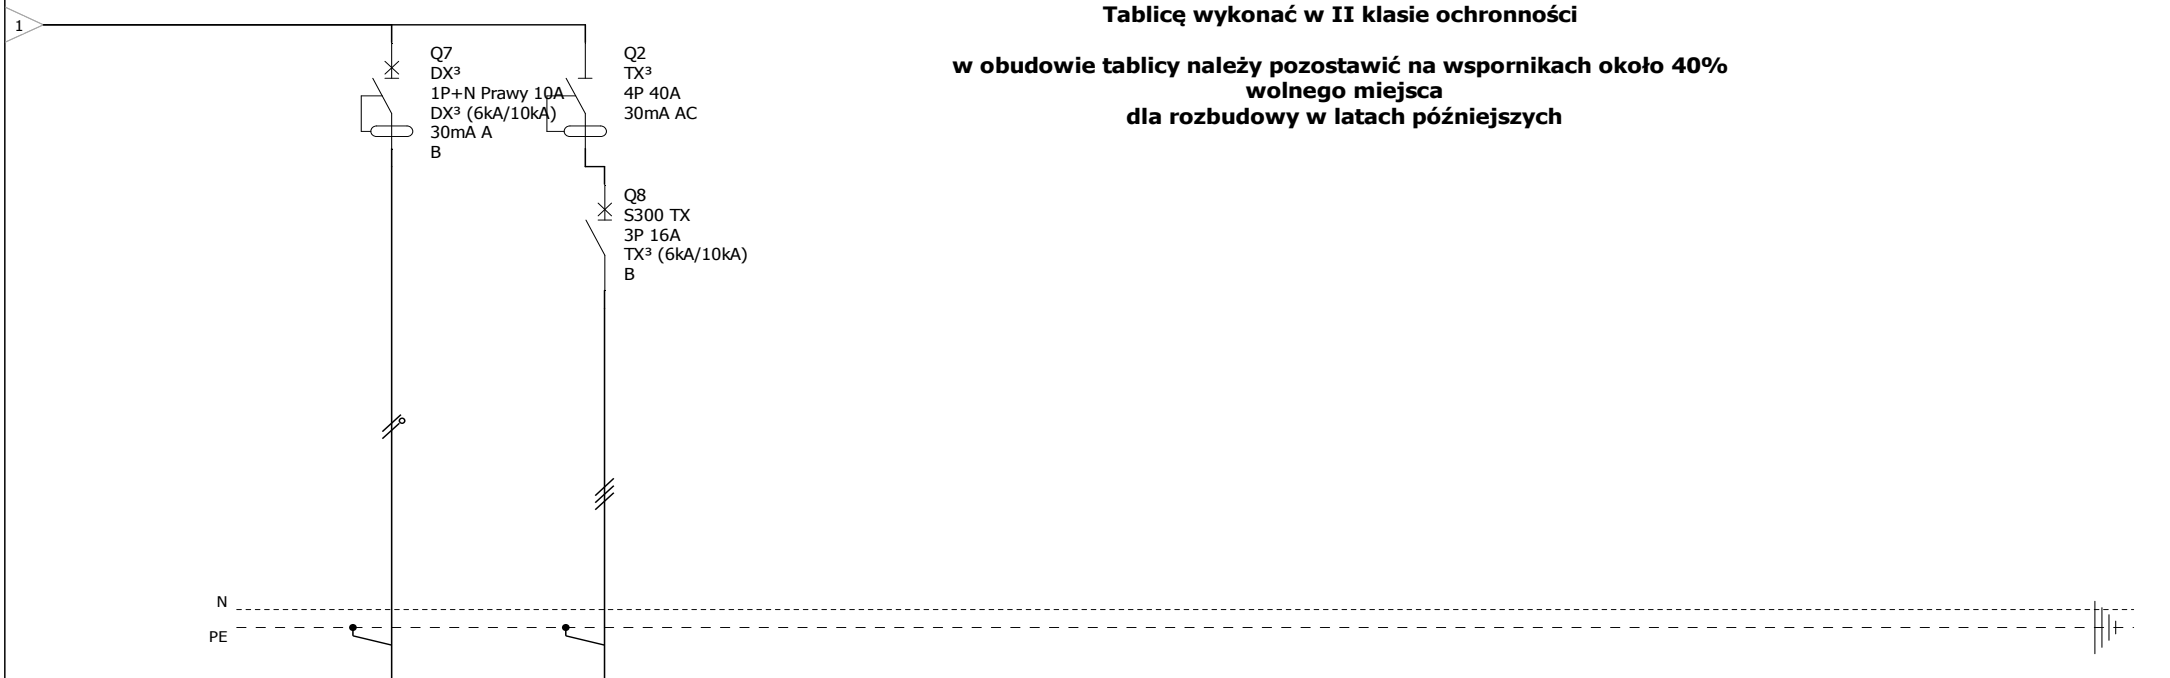 1
Q7
DX³
1P+N Prawy 10A
DX³ (6kA/10kA)
30mA A
B
Q2
TX³
4P 40A
30mA AC
Q8
S300 TX
3P 16A
TX³ (6kA/10kA)
B
Tablicę wykonać w II klasie ochronności
w obudowie tablicy należy pozostawić na wspornikach około 40%
wolnego miejsca
dla rozbudowy w latach późniejszych
N
PE